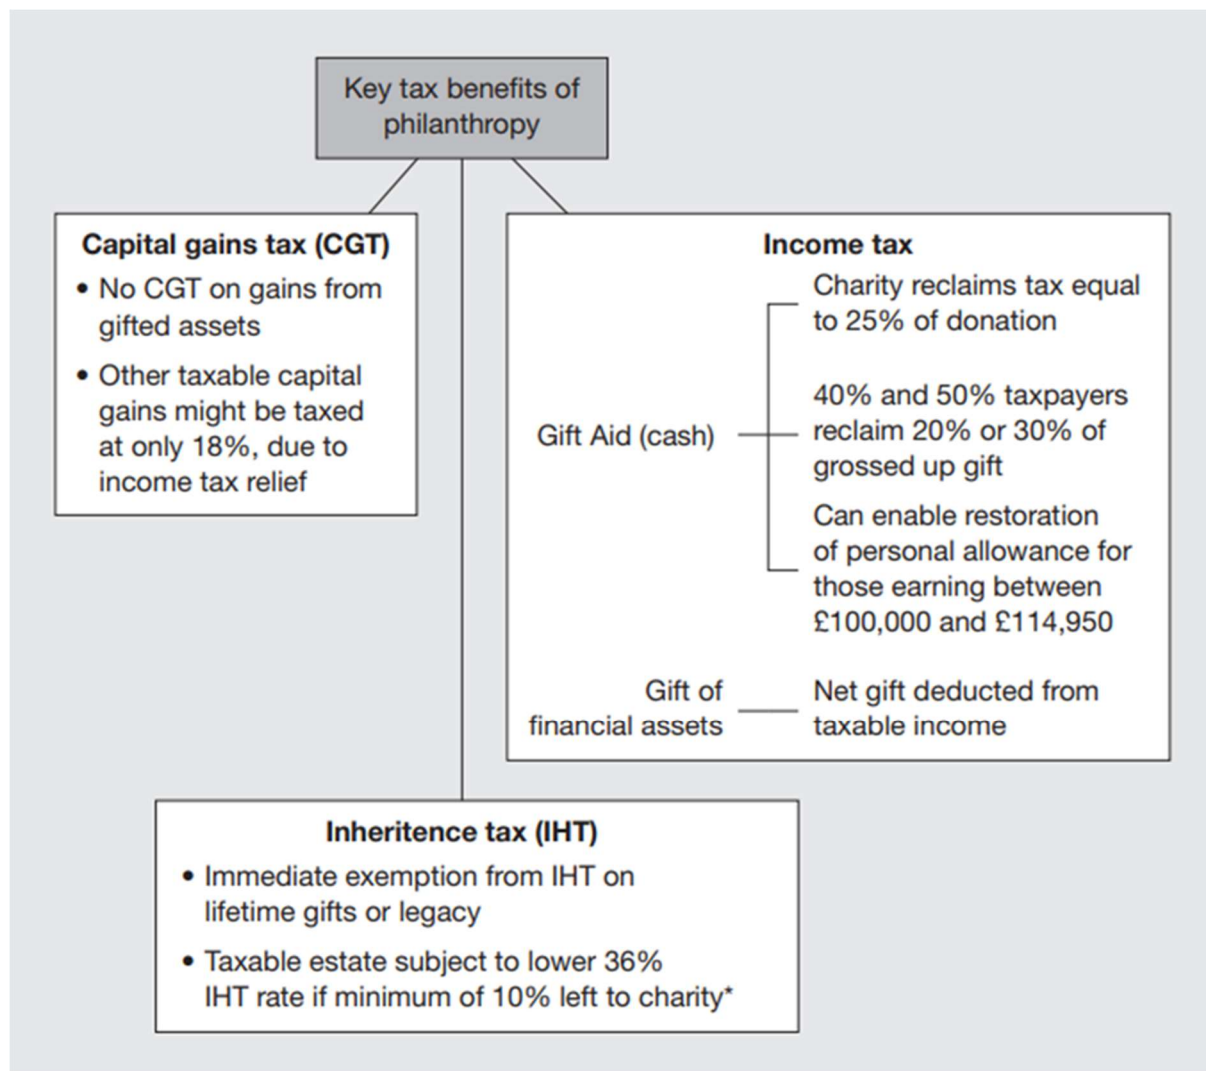 Key tax benefits of
philanthropy
Capital gains tax (CGT)
• No CGT on gains from
gifted assets
• Other taxable capital
gains might be taxed
at only 18%, due to
income tax relief
Income tax
Gift Aid (cash)
Charity reclaims tax equal
to 25% of donation
40% and 50% taxpayers
reclaim 20% or 30% of
grossed up gift
Can enable restoration
of personal allowance for
those earning between
£100,000 and £114,950
Gift of
financial assets
Net gift deducted from
taxable income
Inheritence tax (IHT)
• Immediate exemption from IHT on
lifetime gifts or legacy
• Taxable estate subject to lower 36%
IHT rate if minimum of 10% left to charity*